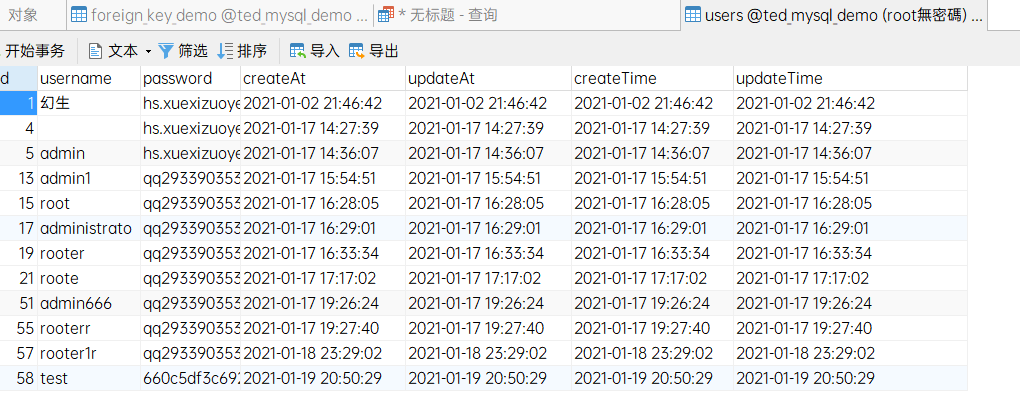 对象 foreign_key_demo @ted_mysql_demo ... * 无标题 - 查询 users @ted_mysql_demo (root無密碼) ...
开始事务 文本 筛选 排序 导入 导出
d username password createAt updateAt createTime updateTime
1 幻生 hs.xuexizuoye 2021-01-02 21:46:42 2021-01-02 21:46:42 2021-01-02 21:46:42 2021-01-02 21:46:42
4 hs.xuexizuoye 2021-01-17 14:27:39 2021-01-17 14:27:39 2021-01-17 14:27:39 2021-01-17 14:27:39
5 admin hs.xuexizuoye 2021-01-17 14:36:07 2021-01-17 14:36:07 2021-01-17 14:36:07 2021-01-17 14:36:07
13 admin1 qq293390353 2021-01-17 15:54:51 2021-01-17 15:54:51 2021-01-17 15:54:51 2021-01-17 15:54:51
15 root qq293390353 2021-01-17 16:28:05 2021-01-17 16:28:05 2021-01-17 16:28:05 2021-01-17 16:28:05
17 administrato qq293390353 2021-01-17 16:29:01 2021-01-17 16:29:01 2021-01-17 16:29:01 2021-01-17 16:29:01
19 rooter qq293390353 2021-01-17 16:33:34 2021-01-17 16:33:34 2021-01-17 16:33:34 2021-01-17 16:33:34
21 roote qq293390353 2021-01-17 17:17:02 2021-01-17 17:17:02 2021-01-17 17:17:02 2021-01-17 17:17:02
51 admin666 qq293390353 2021-01-17 19:26:24 2021-01-17 19:26:24 2021-01-17 19:26:24 2021-01-17 19:26:24
55 rooterr qq293390353 2021-01-17 19:27:40 2021-01-17 19:27:40 2021-01-17 19:27:40 2021-01-17 19:27:40
57 rooter1r qq293390353 2021-01-18 23:29:02 2021-01-18 23:29:02 2021-01-18 23:29:02 2021-01-18 23:29:02
58 test 660c5df3c692 2021-01-19 20:50:29 2021-01-19 20:50:29 2021-01-19 20:50:29 2021-01-19 20:50:29